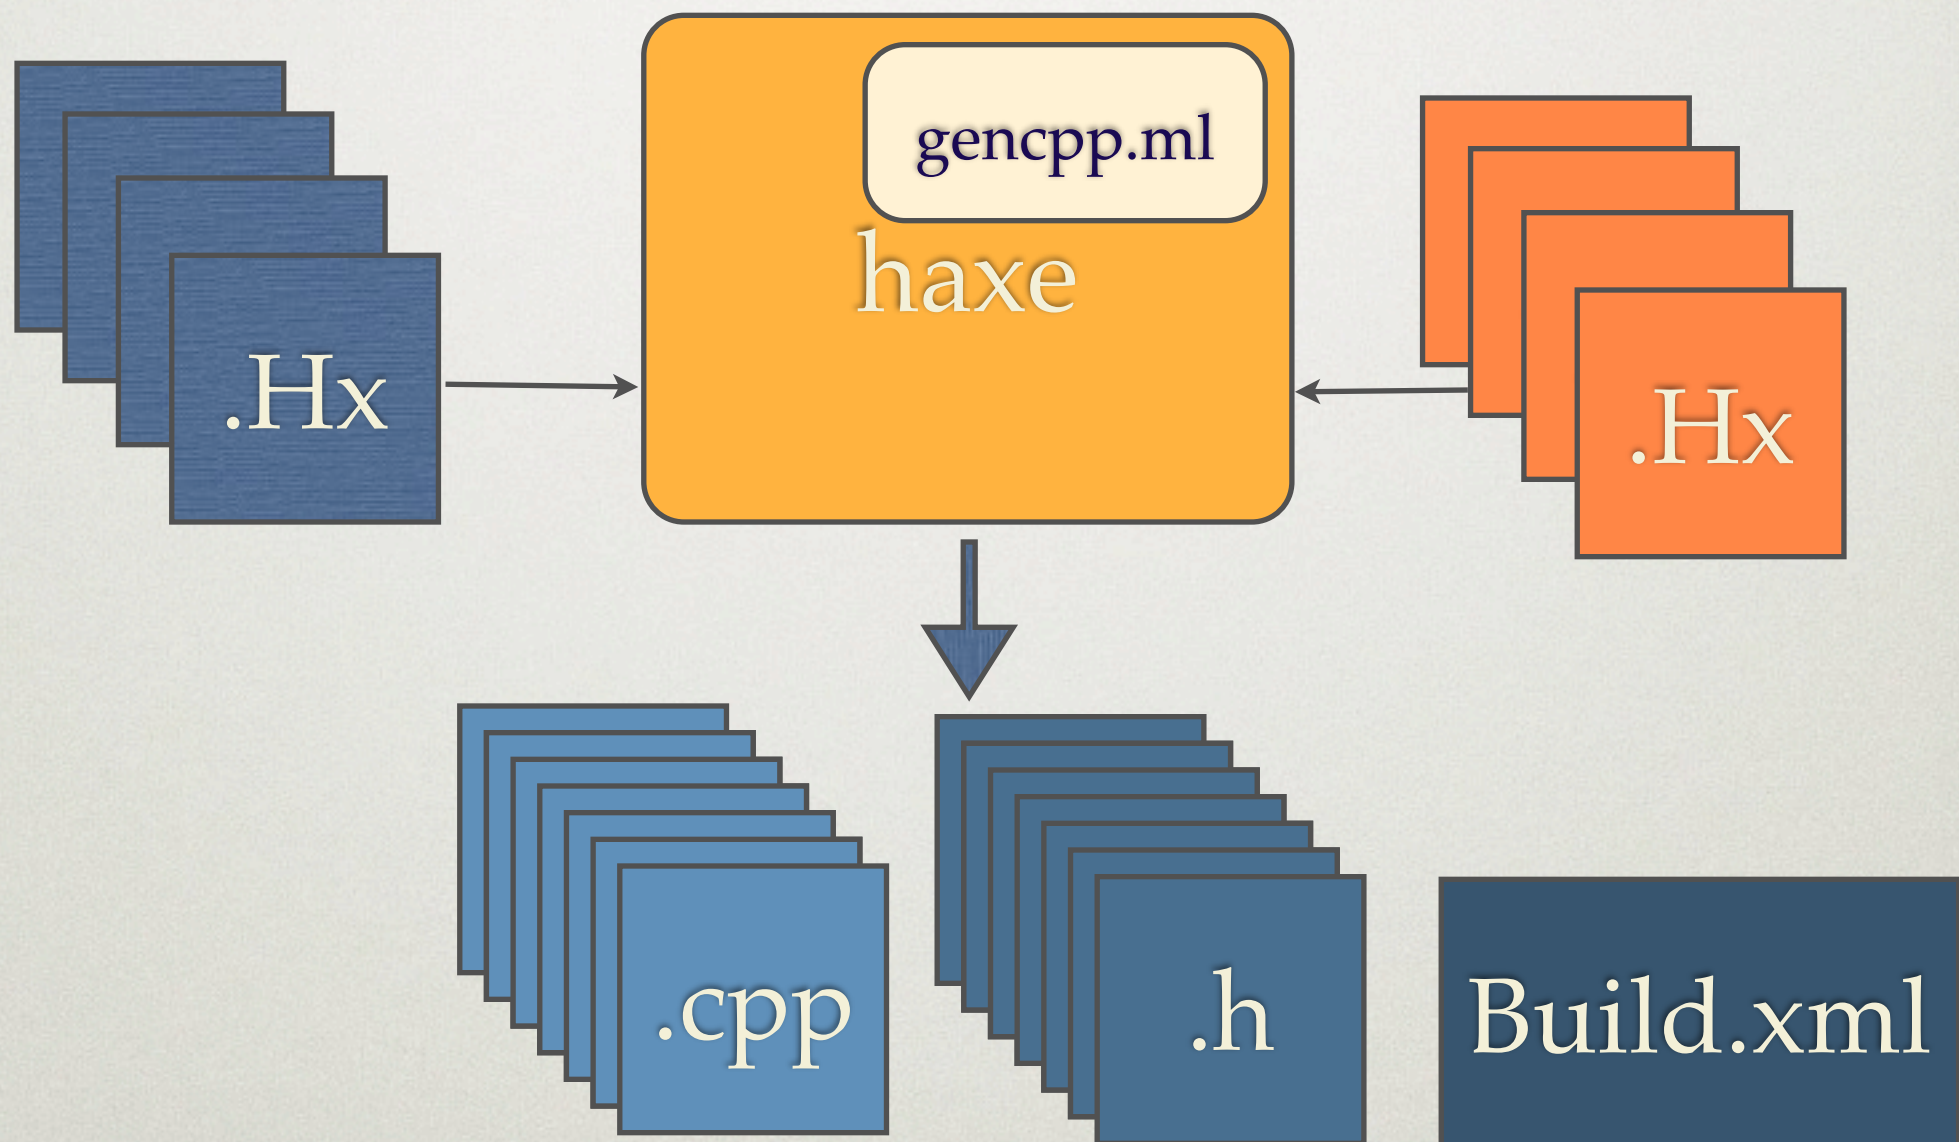 gencpp.ml
haxe
.Hx
.Hx
.cpp
.h
Build.xml